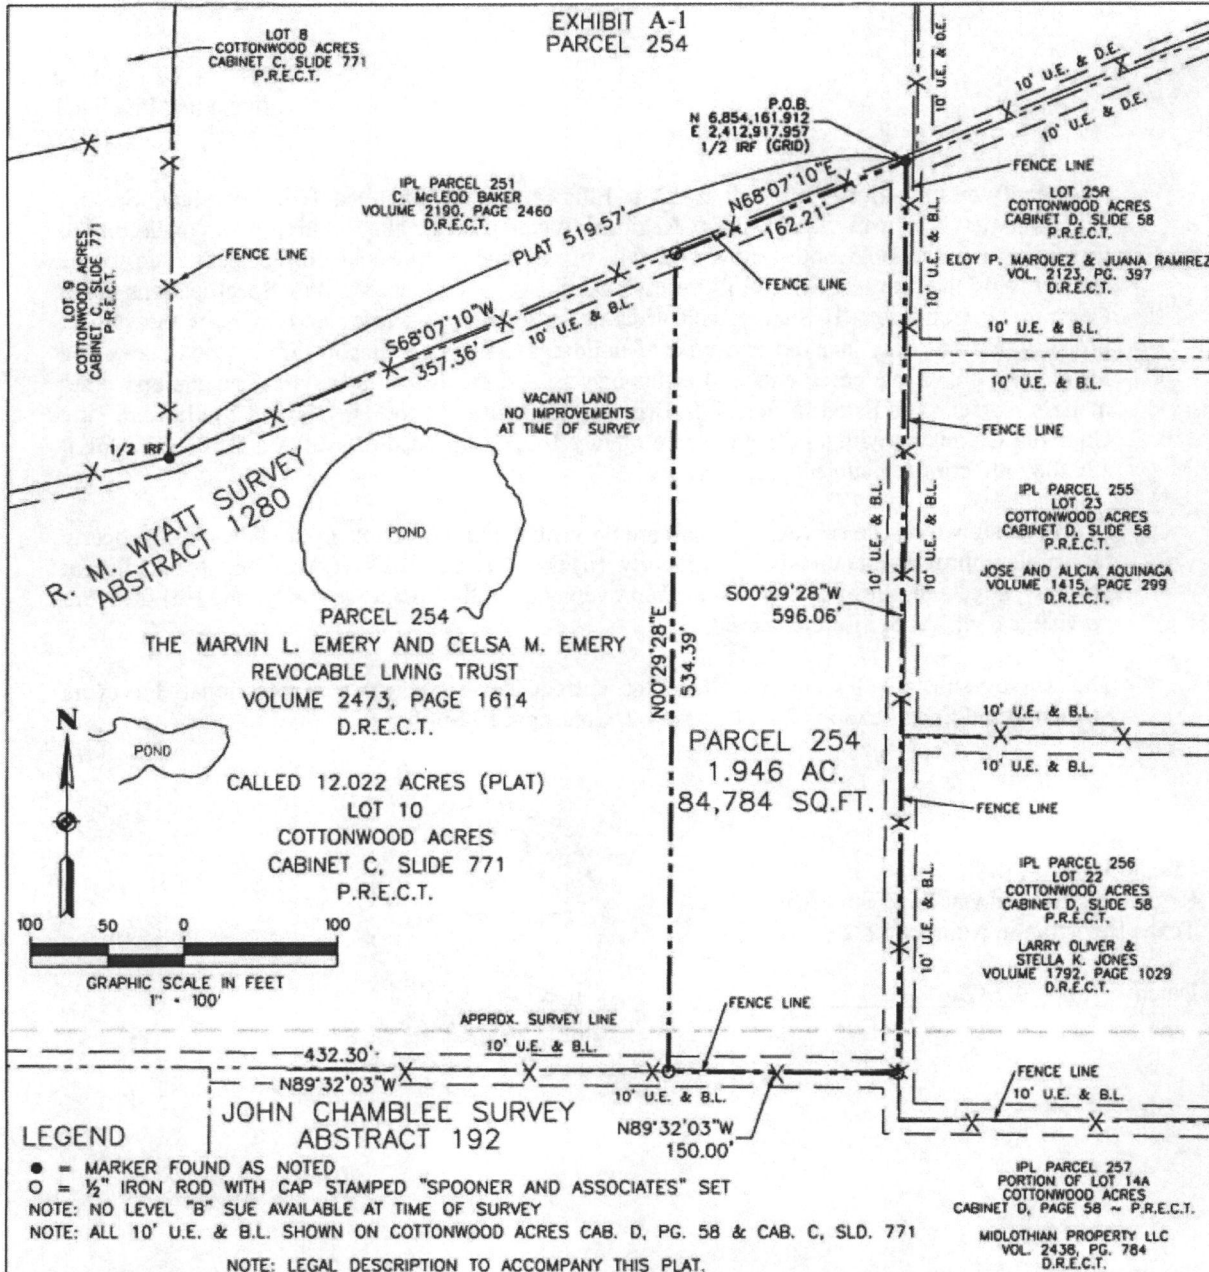 EXHIBIT A-1
PARCEL 254
LOT 8
COTTONWOOD ACRES
CABINET C, SLIDE 771
P.R.E.C.T.
10' U.E. & D.E.
10' U.E. & D.E.
10' U.E. & D.E.
P.O.B.
N 6,854,161.912
E 2,412,917.957
1/2 IRF (GRID)
FENCE LINE
LOT 25R
COTTONWOOD ACRES
CABINET D, SLIDE 58
P.R.E.C.T.
ELOY P. MARQUEZ & JUANA RAMIREZ
VOL. 2123, PG. 397
D.R.E.C.T.
IPL PARCEL 251
C. McLEOD BAKER
VOLUME 2190, PAGE 2460
D.R.E.C.T.
N68°07'10"E
162.21'
PLAT 519.57'
FENCE LINE
FENCE LINE
LOT 9
COTTONWOOD ACRES
CABINET C, SLIDE 771
P.R.E.C.T.
S68°07'10"W
357.36'
10' U.E. & B.L.
10' U.E. & B.L.
10' U.E. & B.L.
10' U.E. & B.L.
10' U.E. & B.L.
VACANT LAND
NO IMPROVEMENTS
AT TIME OF SURVEY
1/2 IRF
FENCE LINE
R. M. WYATT SURVEY
ABSTRACT 1280
POND
IPL PARCEL 255
LOT 23
COTTONWOOD ACRES
CABINET D, SLIDE 58
P.R.E.C.T.
JOSE AND ALICIA AQUINAGA
VOLUME 1415, PAGE 299
D.R.E.C.T.
10' U.E. & B.L.
10' U.E. & B.L.
S00°29'28"W
596.06'
PARCEL 254
THE MARVIN L. EMERY AND CELSA M. EMERY
REVOCABLE LIVING TRUST
VOLUME 2473, PAGE 1614
D.R.E.C.T.
N00°29'28"E
534.39'
N
POND
10' U.E. & B.L.
10' U.E. & B.L.
PARCEL 254
1.946 AC.
84,784 SQ.FT.
CALLED 12.022 ACRES (PLAT)
LOT 10
COTTONWOOD ACRES
CABINET C, SLIDE 771
P.R.E.C.T.
FENCE LINE
IPL PARCEL 256
LOT 22
COTTONWOOD ACRES
CABINET D, SLIDE 58
P.R.E.C.T.
LARRY OLIVER &
STELLA K. JONES
VOLUME 1792, PAGE 1029
D.R.E.C.T.
10' U.E. & B.L.
10' U.E. & B.L.
100 50 0 100
GRAPHIC SCALE IN FEET
1" = 100'
FENCE LINE
APPROX. SURVEY LINE
432.30'
10' U.E. & B.L.
N89°32'03"W
10' U.E. & B.L.
FENCE LINE
10' U.E. & B.L.
N89°32'03"W
150.00'
JOHN CHAMBLEE SURVEY
ABSTRACT 192
LEGEND
● = MARKER FOUND AS NOTED
○ = ½" IRON ROD WITH CAP STAMPED "SPOONER AND ASSOCIATES" SET
NOTE: NO LEVEL "B" SUE AVAILABLE AT TIME OF SURVEY
NOTE: ALL 10' U.E. & B.L. SHOWN ON COTTONWOOD ACRES CAB. D, PG. 58 & CAB. C, SLD. 771
NOTE: LEGAL DESCRIPTION TO ACCOMPANY THIS PLAT.
IPL PARCEL 257
PORTION OF LOT 14A
COTTONWOOD ACRES
CABINET D, PAGE 58 ~ P.R.E.C.T.
MIDLOTHIAN PROPERTY LLC
VOL. 2438, PG. 784
D.R.E.C.T.